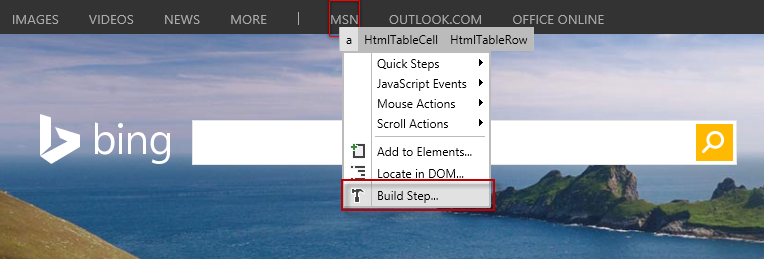 IMAGES VIDEOS NEWS MORE | MSN OUTLOOK.COM OFFICE ONLINE
a HtmlTableCell HtmlTableRow
Quick Steps
JavaScript Events
Mouse Actions
Scroll Actions
bing
Add to Elements...
Locate in DOM...
Build Step...